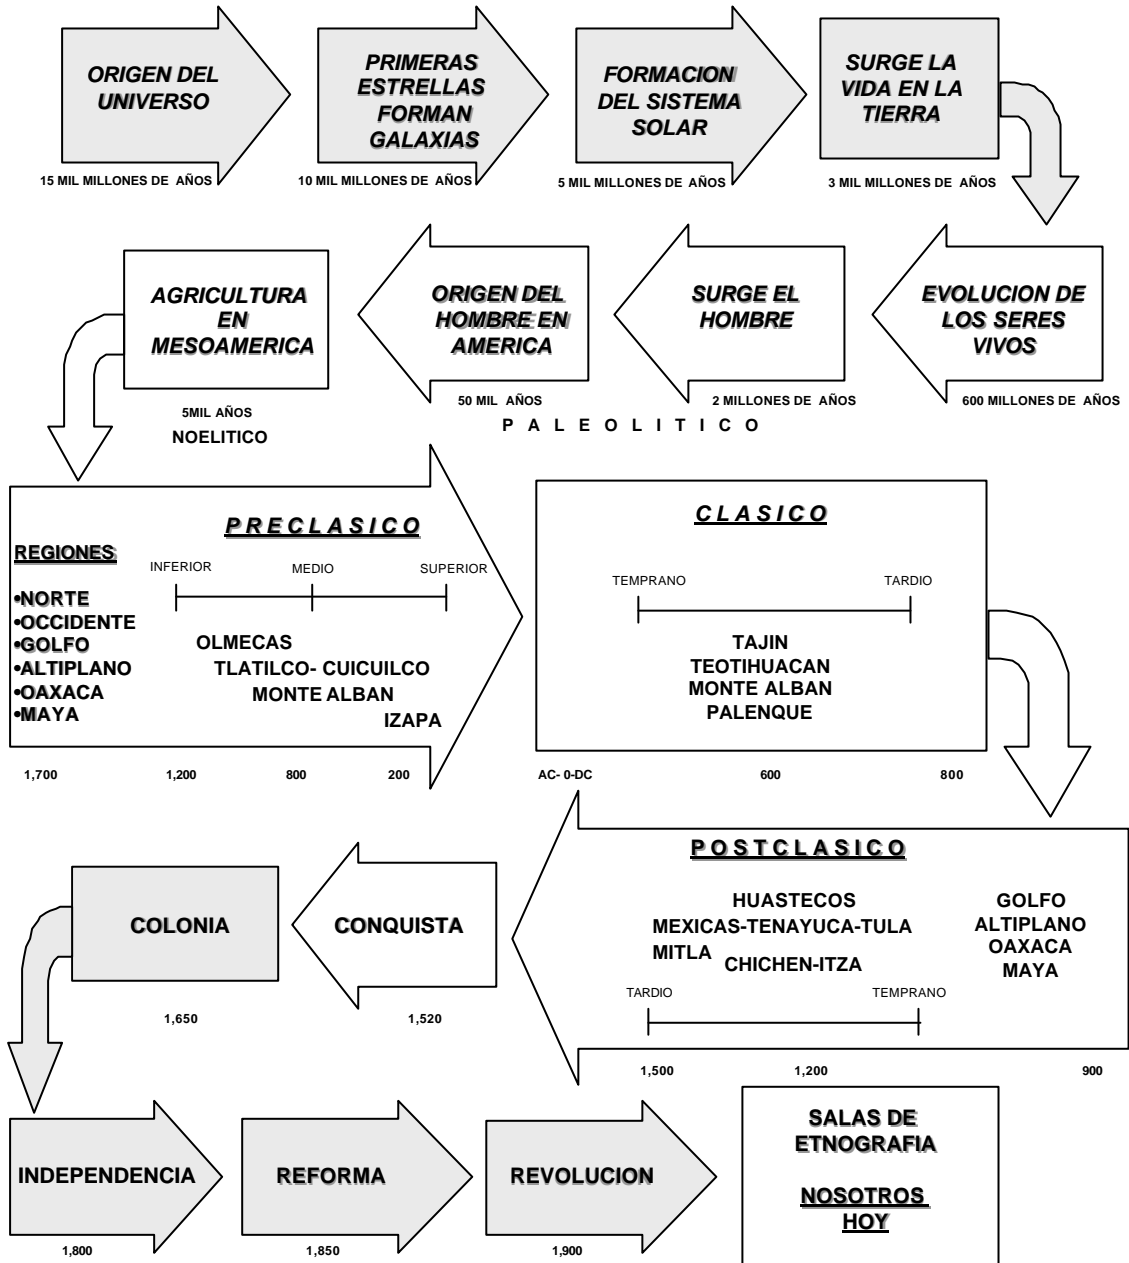 ORIGEN DEL
UNIVERSO
15 MIL MILLONES DE AÑOS
PRIMERAS
ESTRELLAS
FORMAN
GALAXIAS
10 MIL MILLONES DE AÑOS
FORMACION
DEL SISTEMA
SOLAR
5 MIL MILLONES DE AÑOS
SURGE LA
VIDA EN LA
TIERRA
3 MIL MILLONES DE AÑOS
EVOLUCION DE
LOS SERES
VIVOS
600 MILLONES DE AÑOS
SURGE EL
HOMBRE
2 MILLONES DE AÑOS
ORIGEN DEL
HOMBRE EN
AMERICA
50 MIL AÑOS
PALEOLITICO
AGRICULTURA
EN
MESOAMERICA
5MIL AÑOS
NOELITICO
PRECLASICO
REGIONES
•NORTE
•OCCIDENTE
•GOLFO
•ALTIPLANO
•OAXACA
•MAYA
INFERIOR MEDIO SUPERIOR
OLMECAS
TLATILCO- CUICUILCO
MONTE ALBAN
IZAPA
1,700 1,200 800 200
CLASICO
TEMPRANO TARDIO
TAJIN
TEOTIHUACAN
MONTE ALBAN
PALENQUE
AC- 0-DC 600 800
POSTCLASICO
HUASTECOS
MEXICAS-TENAYUCA-TULA
MITLA
CHICHEN-ITZA
GOLFO
ALTIPLANO
OAXACA
MAYA
TARDIO TEMPRANO
1,500 1,200 900
CONQUISTA
1,520
COLONIA
1,650
INDEPENDENCIA
1,800
REFORMA
1,850
REVOLUCION
1,900
SALAS DE
ETNOGRAFIA
NOSOTROS
HOY